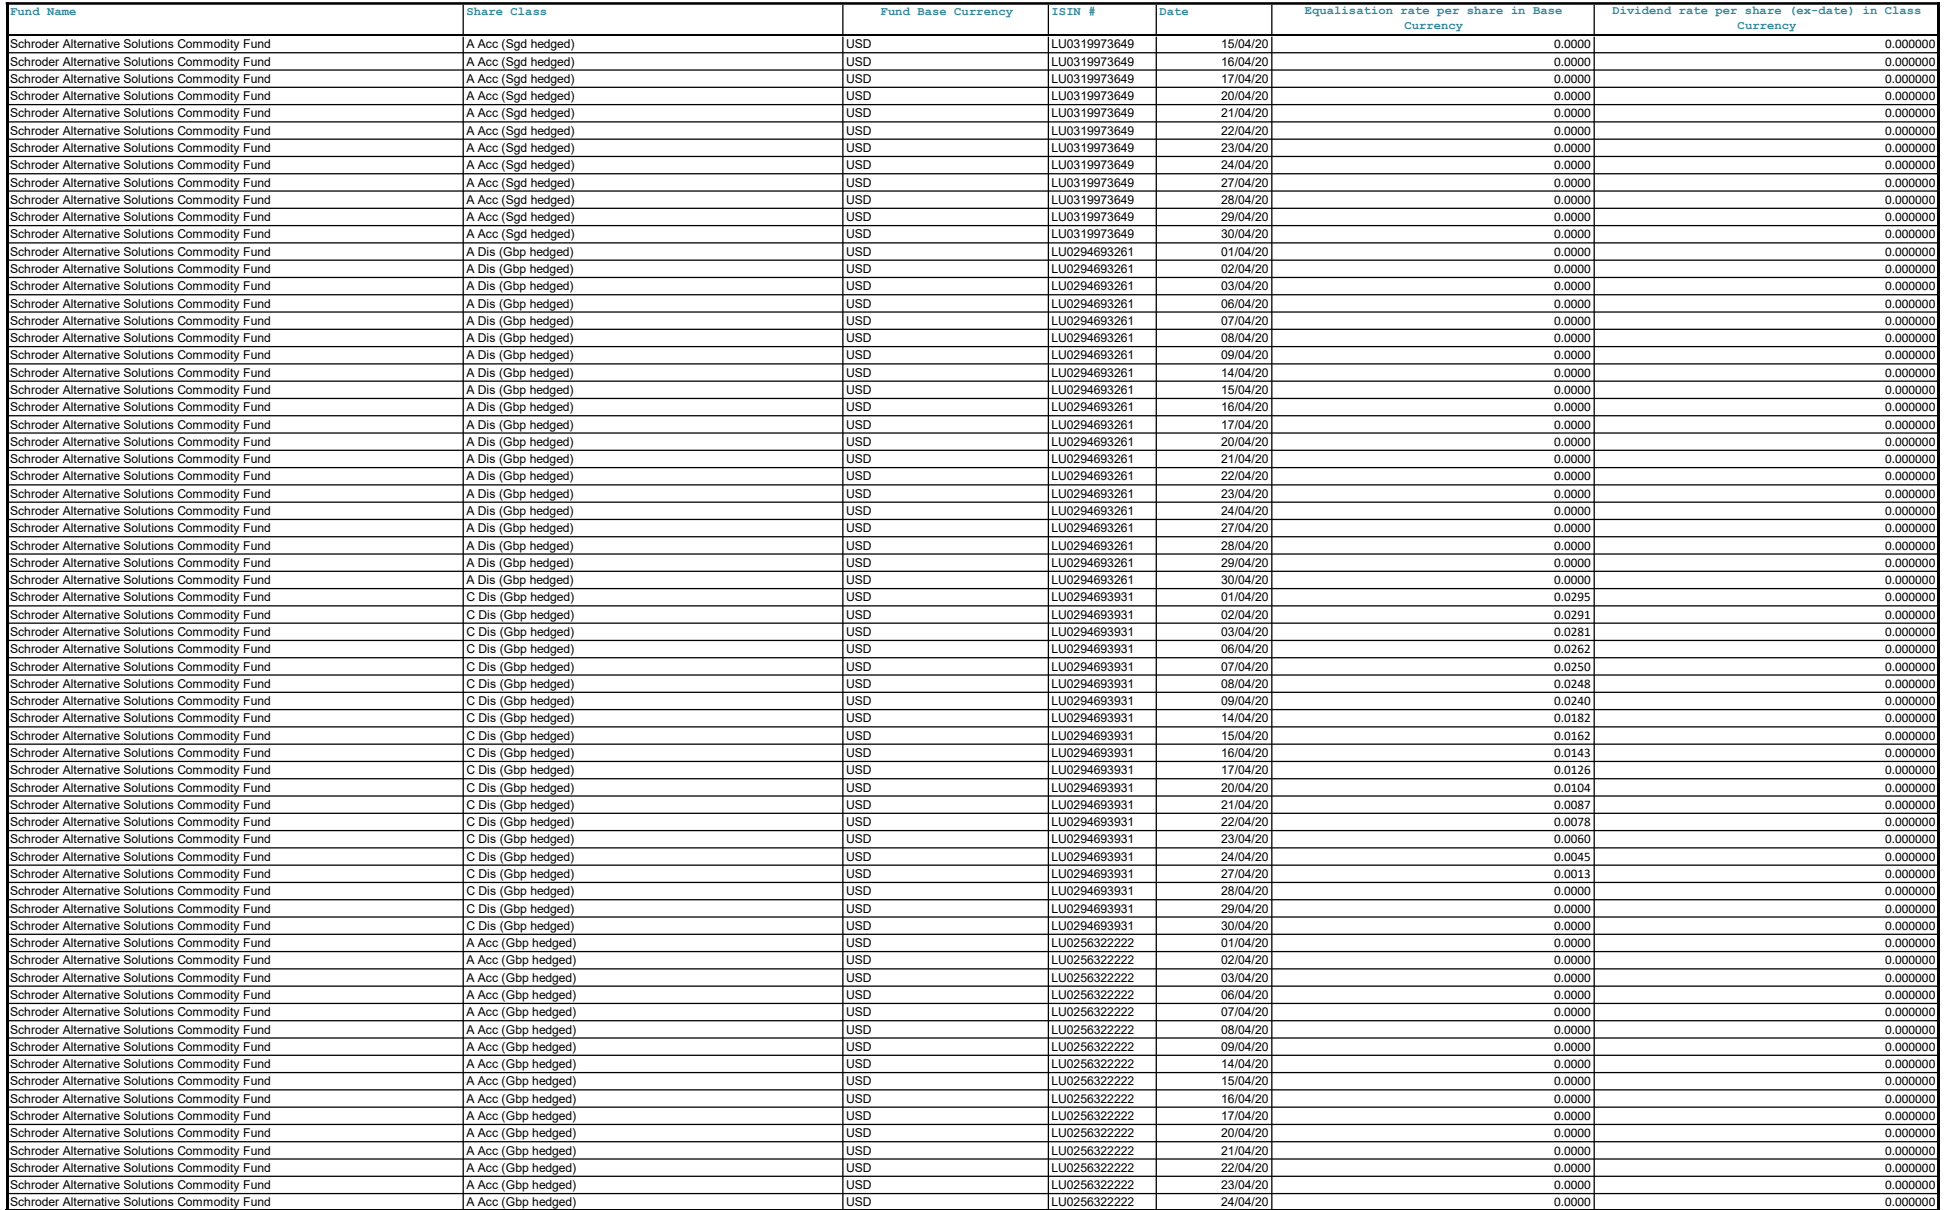 Fund Name Share Class Fund Base Currency ISIN # Date Equalisation rate per share in Base Currency Dividend rate per share (ex-date) in Class Currency
Schroder Alternative Solutions Commodity Fund A Acc (Sgd hedged) USD LU0319973649 15/04/20 0.0000 0.000000
Schroder Alternative Solutions Commodity Fund A Acc (Sgd hedged) USD LU0319973649 16/04/20 0.0000 0.000000
Schroder Alternative Solutions Commodity Fund A Acc (Sgd hedged) USD LU0319973649 17/04/20 0.0000 0.000000
Schroder Alternative Solutions Commodity Fund A Acc (Sgd hedged) USD LU0319973649 20/04/20 0.0000 0.000000
Schroder Alternative Solutions Commodity Fund A Acc (Sgd hedged) USD LU0319973649 21/04/20 0.0000 0.000000
Schroder Alternative Solutions Commodity Fund A Acc (Sgd hedged) USD LU0319973649 22/04/20 0.0000 0.000000
Schroder Alternative Solutions Commodity Fund A Acc (Sgd hedged) USD LU0319973649 23/04/20 0.0000 0.000000
Schroder Alternative Solutions Commodity Fund A Acc (Sgd hedged) USD LU0319973649 24/04/20 0.0000 0.000000
Schroder Alternative Solutions Commodity Fund A Acc (Sgd hedged) USD LU0319973649 27/04/20 0.0000 0.000000
Schroder Alternative Solutions Commodity Fund A Acc (Sgd hedged) USD LU0319973649 28/04/20 0.0000 0.000000
Schroder Alternative Solutions Commodity Fund A Acc (Sgd hedged) USD LU0319973649 29/04/20 0.0000 0.000000
Schroder Alternative Solutions Commodity Fund A Acc (Sgd hedged) USD LU0319973649 30/04/20 0.0000 0.000000
Schroder Alternative Solutions Commodity Fund A Dis (Gbp hedged) USD LU0294693261 01/04/20 0.0000 0.000000
Schroder Alternative Solutions Commodity Fund A Dis (Gbp hedged) USD LU0294693261 02/04/20 0.0000 0.000000
Schroder Alternative Solutions Commodity Fund A Dis (Gbp hedged) USD LU0294693261 03/04/20 0.0000 0.000000
Schroder Alternative Solutions Commodity Fund A Dis (Gbp hedged) USD LU0294693261 06/04/20 0.0000 0.000000
Schroder Alternative Solutions Commodity Fund A Dis (Gbp hedged) USD LU0294693261 07/04/20 0.0000 0.000000
Schroder Alternative Solutions Commodity Fund A Dis (Gbp hedged) USD LU0294693261 08/04/20 0.0000 0.000000
Schroder Alternative Solutions Commodity Fund A Dis (Gbp hedged) USD LU0294693261 09/04/20 0.0000 0.000000
Schroder Alternative Solutions Commodity Fund A Dis (Gbp hedged) USD LU0294693261 14/04/20 0.0000 0.000000
Schroder Alternative Solutions Commodity Fund A Dis (Gbp hedged) USD LU0294693261 15/04/20 0.0000 0.000000
Schroder Alternative Solutions Commodity Fund A Dis (Gbp hedged) USD LU0294693261 16/04/20 0.0000 0.000000
Schroder Alternative Solutions Commodity Fund A Dis (Gbp hedged) USD LU0294693261 17/04/20 0.0000 0.000000
Schroder Alternative Solutions Commodity Fund A Dis (Gbp hedged) USD LU0294693261 20/04/20 0.0000 0.000000
Schroder Alternative Solutions Commodity Fund A Dis (Gbp hedged) USD LU0294693261 21/04/20 0.0000 0.000000
Schroder Alternative Solutions Commodity Fund A Dis (Gbp hedged) USD LU0294693261 22/04/20 0.0000 0.000000
Schroder Alternative Solutions Commodity Fund A Dis (Gbp hedged) USD LU0294693261 23/04/20 0.0000 0.000000
Schroder Alternative Solutions Commodity Fund A Dis (Gbp hedged) USD LU0294693261 24/04/20 0.0000 0.000000
Schroder Alternative Solutions Commodity Fund A Dis (Gbp hedged) USD LU0294693261 27/04/20 0.0000 0.000000
Schroder Alternative Solutions Commodity Fund A Dis (Gbp hedged) USD LU0294693261 28/04/20 0.0000 0.000000
Schroder Alternative Solutions Commodity Fund A Dis (Gbp hedged) USD LU0294693261 29/04/20 0.0000 0.000000
Schroder Alternative Solutions Commodity Fund A Dis (Gbp hedged) USD LU0294693261 30/04/20 0.0000 0.000000
Schroder Alternative Solutions Commodity Fund C Dis (Gbp hedged) USD LU0294693931 01/04/20 0.0295 0.000000
Schroder Alternative Solutions Commodity Fund C Dis (Gbp hedged) USD LU0294693931 02/04/20 0.0291 0.000000
Schroder Alternative Solutions Commodity Fund C Dis (Gbp hedged) USD LU0294693931 03/04/20 0.0281 0.000000
Schroder Alternative Solutions Commodity Fund C Dis (Gbp hedged) USD LU0294693931 06/04/20 0.0262 0.000000
Schroder Alternative Solutions Commodity Fund C Dis (Gbp hedged) USD LU0294693931 07/04/20 0.0250 0.000000
Schroder Alternative Solutions Commodity Fund C Dis (Gbp hedged) USD LU0294693931 08/04/20 0.0248 0.000000
Schroder Alternative Solutions Commodity Fund C Dis (Gbp hedged) USD LU0294693931 09/04/20 0.0240 0.000000
Schroder Alternative Solutions Commodity Fund C Dis (Gbp hedged) USD LU0294693931 14/04/20 0.0182 0.000000
Schroder Alternative Solutions Commodity Fund C Dis (Gbp hedged) USD LU0294693931 15/04/20 0.0162 0.000000
Schroder Alternative Solutions Commodity Fund C Dis (Gbp hedged) USD LU0294693931 16/04/20 0.0143 0.000000
Schroder Alternative Solutions Commodity Fund C Dis (Gbp hedged) USD LU0294693931 17/04/20 0.0126 0.000000
Schroder Alternative Solutions Commodity Fund C Dis (Gbp hedged) USD LU0294693931 20/04/20 0.0104 0.000000
Schroder Alternative Solutions Commodity Fund C Dis (Gbp hedged) USD LU0294693931 21/04/20 0.0087 0.000000
Schroder Alternative Solutions Commodity Fund C Dis (Gbp hedged) USD LU0294693931 22/04/20 0.0078 0.000000
Schroder Alternative Solutions Commodity Fund C Dis (Gbp hedged) USD LU0294693931 23/04/20 0.0060 0.000000
Schroder Alternative Solutions Commodity Fund C Dis (Gbp hedged) USD LU0294693931 24/04/20 0.0045 0.000000
Schroder Alternative Solutions Commodity Fund C Dis (Gbp hedged) USD LU0294693931 27/04/20 0.0013 0.000000
Schroder Alternative Solutions Commodity Fund C Dis (Gbp hedged) USD LU0294693931 28/04/20 0.0000 0.000000
Schroder Alternative Solutions Commodity Fund C Dis (Gbp hedged) USD LU0294693931 29/04/20 0.0000 0.000000
Schroder Alternative Solutions Commodity Fund C Dis (Gbp hedged) USD LU0294693931 30/04/20 0.0000 0.000000
Schroder Alternative Solutions Commodity Fund A Acc (Gbp hedged) USD LU0256322222 01/04/20 0.0000 0.000000
Schroder Alternative Solutions Commodity Fund A Acc (Gbp hedged) USD LU0256322222 02/04/20 0.0000 0.000000
Schroder Alternative Solutions Commodity Fund A Acc (Gbp hedged) USD LU0256322222 03/04/20 0.0000 0.000000
Schroder Alternative Solutions Commodity Fund A Acc (Gbp hedged) USD LU0256322222 06/04/20 0.0000 0.000000
Schroder Alternative Solutions Commodity Fund A Acc (Gbp hedged) USD LU0256322222 07/04/20 0.0000 0.000000
Schroder Alternative Solutions Commodity Fund A Acc (Gbp hedged) USD LU0256322222 08/04/20 0.0000 0.000000
Schroder Alternative Solutions Commodity Fund A Acc (Gbp hedged) USD LU0256322222 09/04/20 0.0000 0.000000
Schroder Alternative Solutions Commodity Fund A Acc (Gbp hedged) USD LU0256322222 14/04/20 0.0000 0.000000
Schroder Alternative Solutions Commodity Fund A Acc (Gbp hedged) USD LU0256322222 15/04/20 0.0000 0.000000
Schroder Alternative Solutions Commodity Fund A Acc (Gbp hedged) USD LU0256322222 16/04/20 0.0000 0.000000
Schroder Alternative Solutions Commodity Fund A Acc (Gbp hedged) USD LU0256322222 17/04/20 0.0000 0.000000
Schroder Alternative Solutions Commodity Fund A Acc (Gbp hedged) USD LU0256322222 20/04/20 0.0000 0.000000
Schroder Alternative Solutions Commodity Fund A Acc (Gbp hedged) USD LU0256322222 21/04/20 0.0000 0.000000
Schroder Alternative Solutions Commodity Fund A Acc (Gbp hedged) USD LU0256322222 22/04/20 0.0000 0.000000
Schroder Alternative Solutions Commodity Fund A Acc (Gbp hedged) USD LU0256322222 23/04/20 0.0000 0.000000
Schroder Alternative Solutions Commodity Fund A Acc (Gbp hedged) USD LU0256322222 24/04/20 0.0000 0.000000